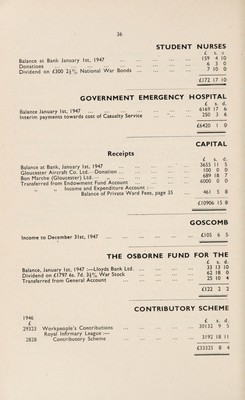 36
STUDENT NURSES
£ s. d.
Balance at Bank January 1st, 1947 ... 159 4 10
Donations ... 6 3 0
Dividend on £300 2½% National War Bonds ... 7 10 0
£172 17 10
GOVERNMENT EMERGENCY HOSPITAL
£ s. d.
Balance January 1st, 1947 ... 6169 17 6
Interim payments towards cost of Casualty Service ... 250 3 6
£6420 1 0
CAPITAL
Receipts
£ s. d.
Balance at Bank, January 1st, 1947 ... 3655 11 5
Gloucester Aircraft Co. Ltd.—Donation ... 100 0 0
Bon Marche (Gloucester) Ltd. ... 689 18 7
Transferred from Endowment Fund Account ... 6000 0 0
„ „ Income and Expenditure Account :—
Balance of Private Ward Fees, page 35 ... 461 5 8
£10906 15 8
GOSCOMB
Income to December 31st, 1947 ... £105 6 5
THE OSBORNE FUND FOR THE
£ s. d.
Balance, January 1st, 1947 :—Lloyds Bank Ltd. ... 33 13 10
Dividend on £1797 6s. 7d. 3½% War Stock ... 62 18 0
Transferred from General Account ... 25 10 4
£122 2 2
CONTRIBUTORY SCHEME
1946
£ £ s. d.
29323 Workpeople's Contributions ... 30132 9 5
Royal Infirmary League :—
2828 Contributory Scheme ... 3192 18 11
£33325 8 4